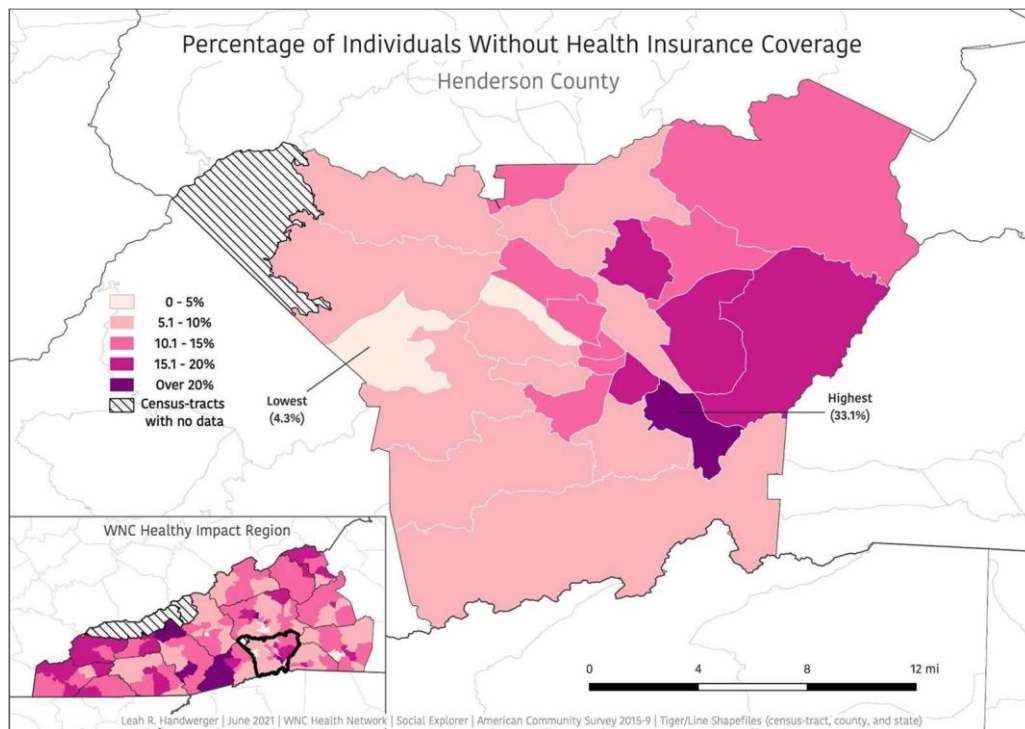 Percentage of Individuals Without Health Insurance Coverage
Henderson County
0 - 5%
5.1 - 10%
10.1 - 15%
15.1 - 20%
Over 20%
Census-tracts
with no data
Lowest
(4.3%)
Highest
(33.1%)
WNC Healthy Impact Region
0 4 8 12 mi
Leah R. Handwerger | June 2021 | WNC Health Network | Social Explorer | American Community Survey 2015-9 | Tiger/Line Shapefiles (census-tract, county, and state)